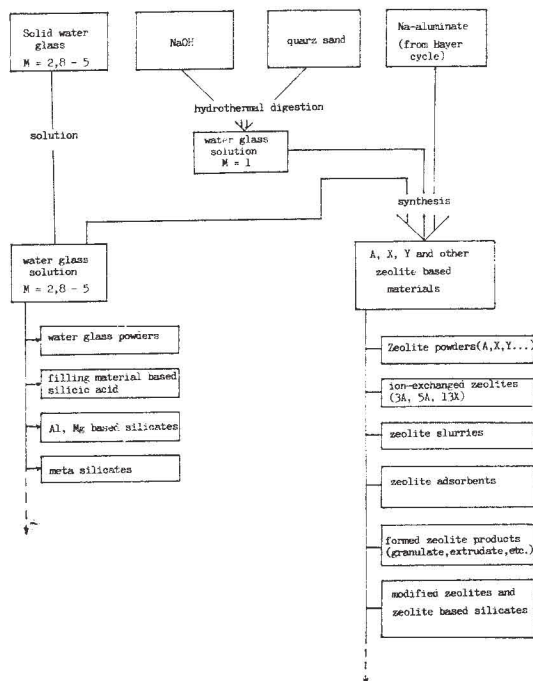 Solid water
glass
M = 2,8 - 5
NaOH
quarz sand
Na-aluminate
(from Bayer
cycle)
hydrothermal digestion
solution
water glass
solution
M = 1
synthesis
water glass
solution
M = 2,8 - 5
A, X, Y and other
zeolite based
materials
water glass powders
filling material based
silicic acid
Al, Mg based silicates
meta silicates
Zeolite powders(A,X,Y...)
ion-exchanged zeolites
(3A, 5A, 13X)
zeolite slurries
zeolite adsorbents
formed zeolite products
(granulate,extrudate,etc.)
modified zeolites and
zeolite based silicates